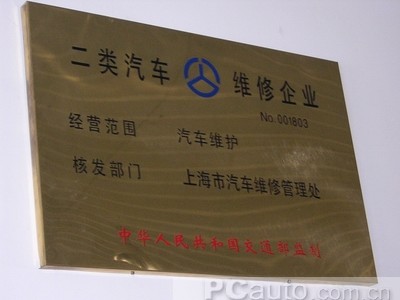 二类汽车 维修企业
No.001803
经营范围 汽车维护
核发部门 上海市汽车维修管理处
中华人民共和国交通部监制
PCauto.com.cn